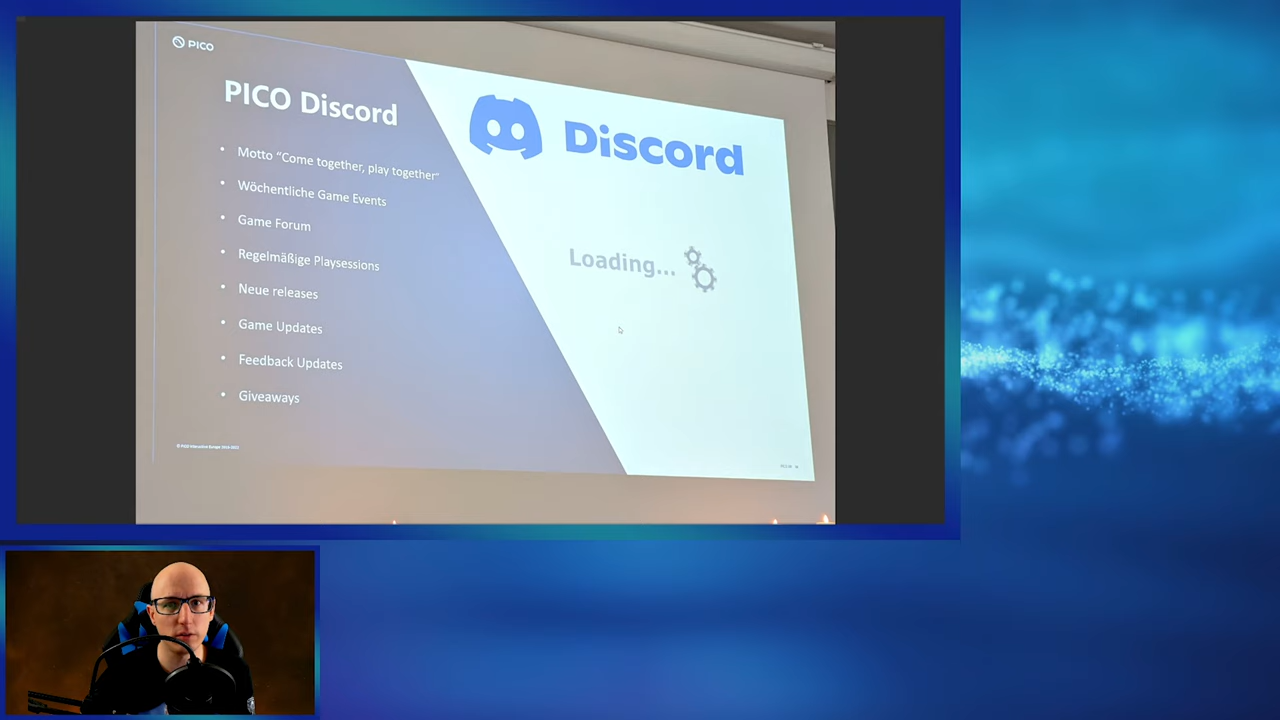 PICO
PICO Discord
Motto "Come together, play together"
Wöchentliche Game Events
Game Forum
Regelmäßige Playsessions
Neue releases
Game Updates
Feedback Updates
Giveaways
Discord
Loading...